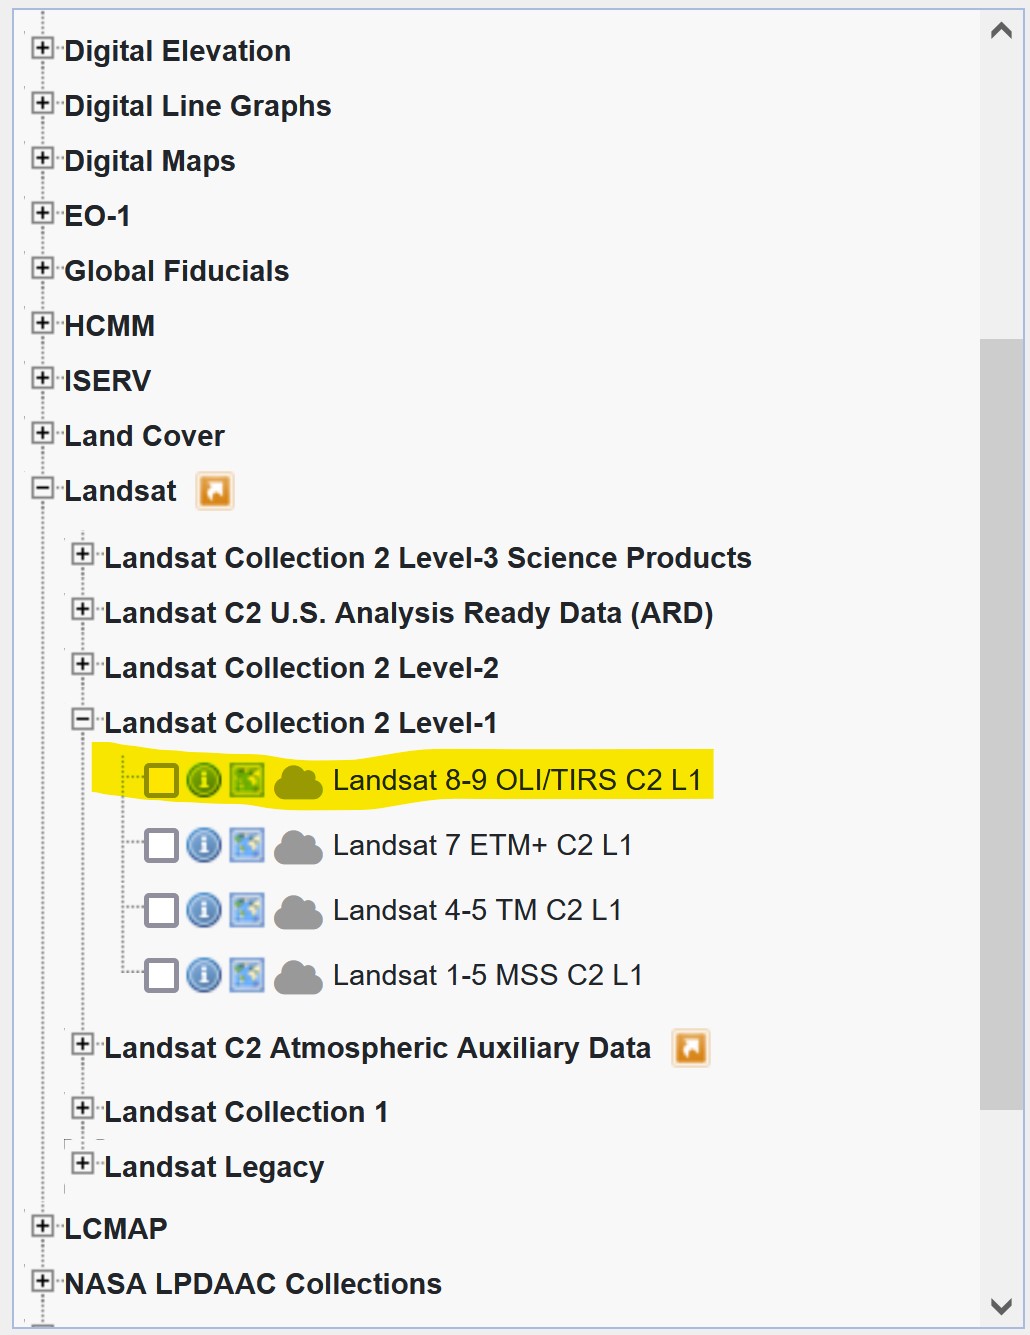 Digital Elevation
Digital Line Graphs
Digital Maps
EO-1
Global Fiducials
HCMM
ISERV
Land Cover
Landsat
Landsat Collection 2 Level-3 Science Products
Landsat C2 U.S. Analysis Ready Data (ARD)
Landsat Collection 2 Level-2
Landsat Collection 2 Level-1
Landsat 8-9 OLI/TIRS C2 L1
Landsat 7 ETM+ C2 L1
Landsat 4-5 TM C2 L1
Landsat 1-5 MSS C2 L1
Landsat C2 Atmospheric Auxiliary Data
Landsat Collection 1
Landsat Legacy
LCMAP
NASA LPDAAC Collections